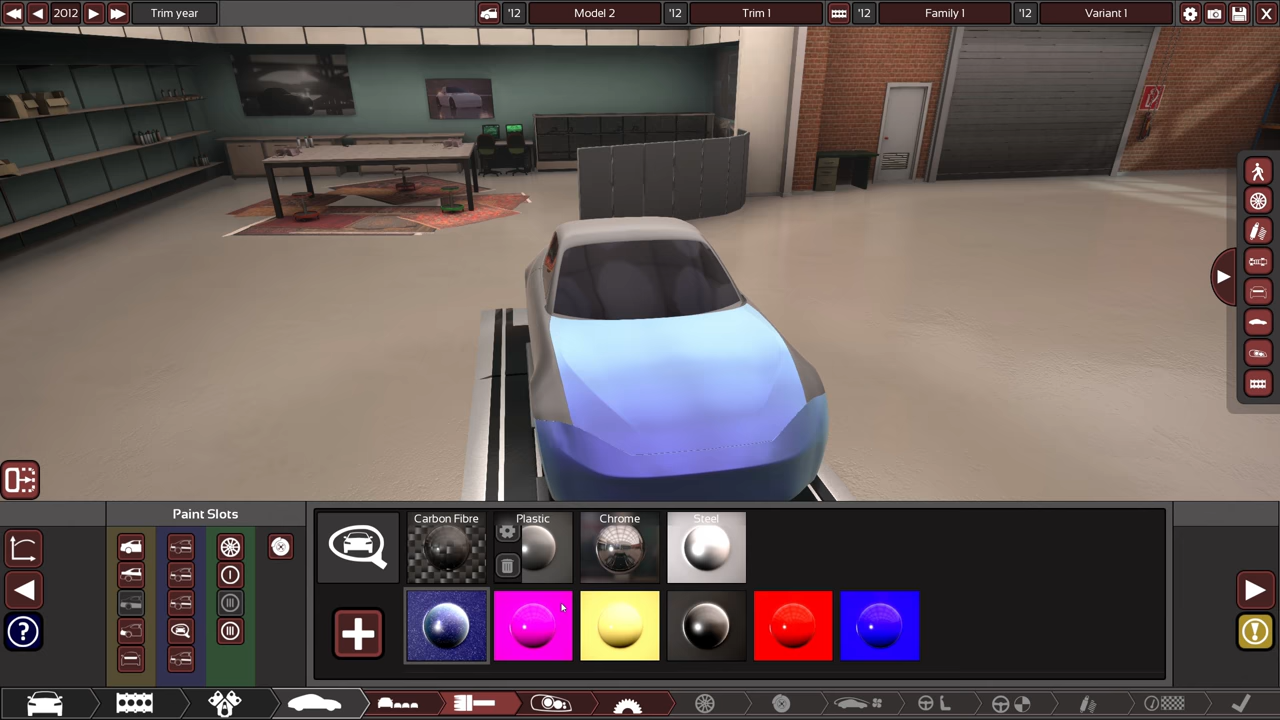 2012 Trim year '12 Model 2 '12 Trim 1 '12 Family 1 '12 Variant 1
Paint Slots
Carbon Fibre Plastic Chrome Steel